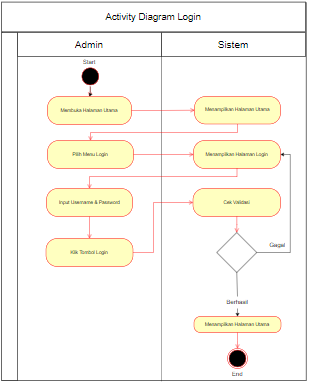 Activity Diagram Login
Admin
Sistem
Start
Membuka Halaman Utama
Menampilkan Halaman Utama
Pilih Menu Login
Menampilkan Halaman Login
Input Username & Password
Cek Validasi
Klik Tombol Login
Gagal
Berhasil
Menampilkan Halaman Utama
End